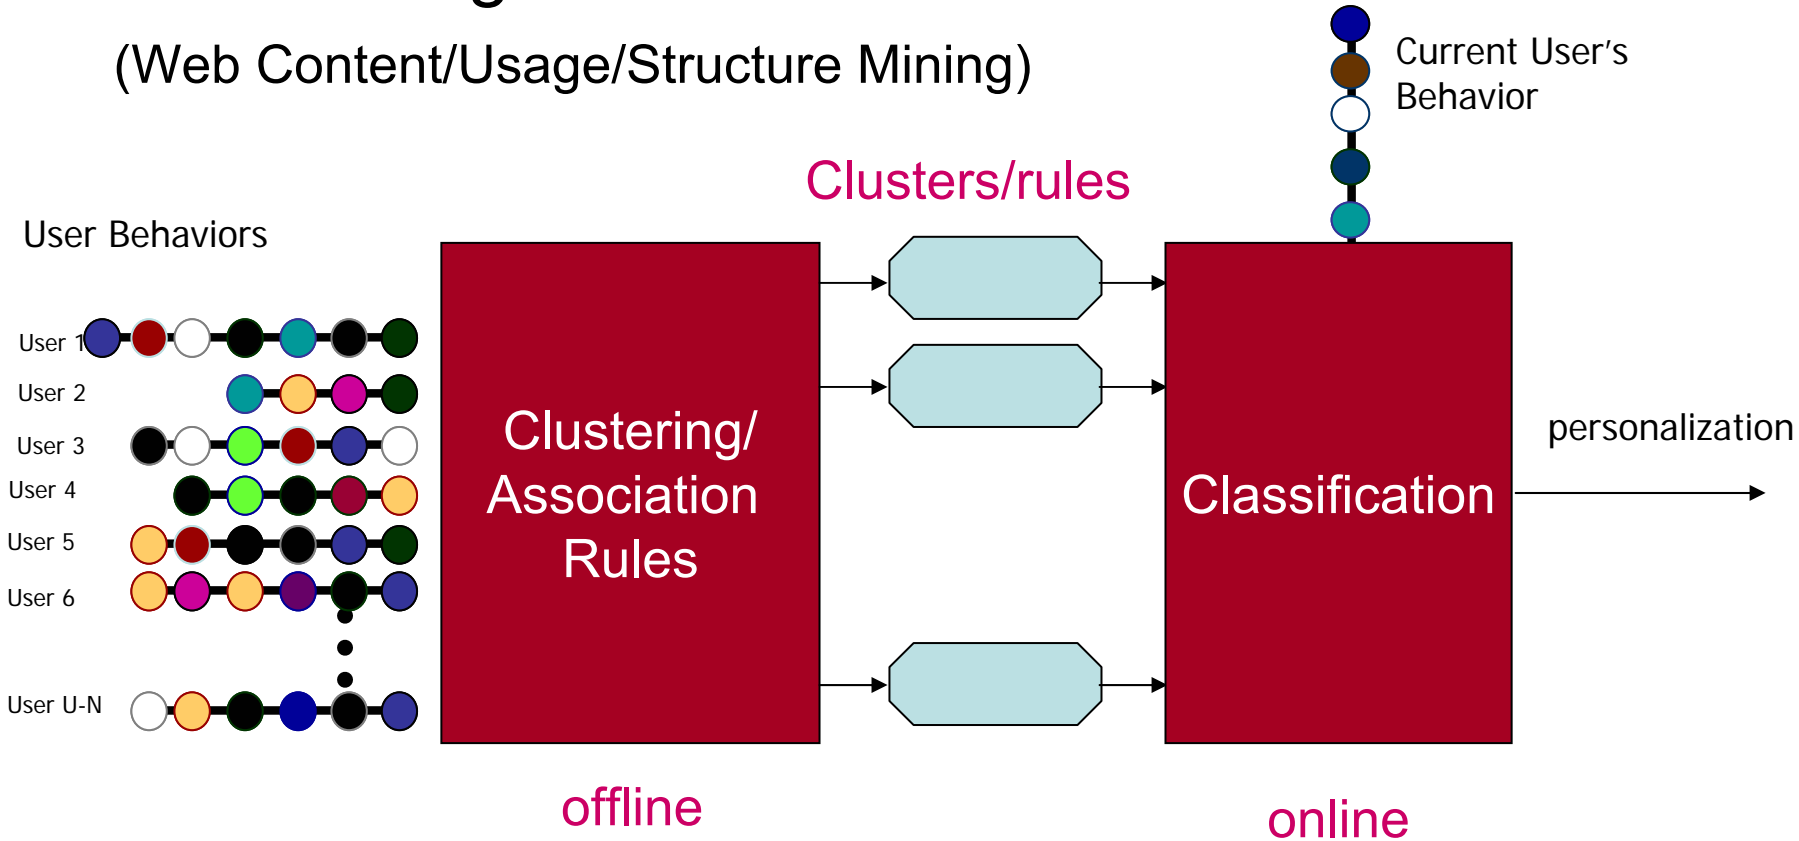 (Web Content/Usage/Structure Mining)
Current User's
Behavior
Clusters/rules
User Behaviors
User 1
User 2
User 3
User 4
User 5
User 6
User U-N
Clustering/
Association
Rules
Classification
personalization
offline
online